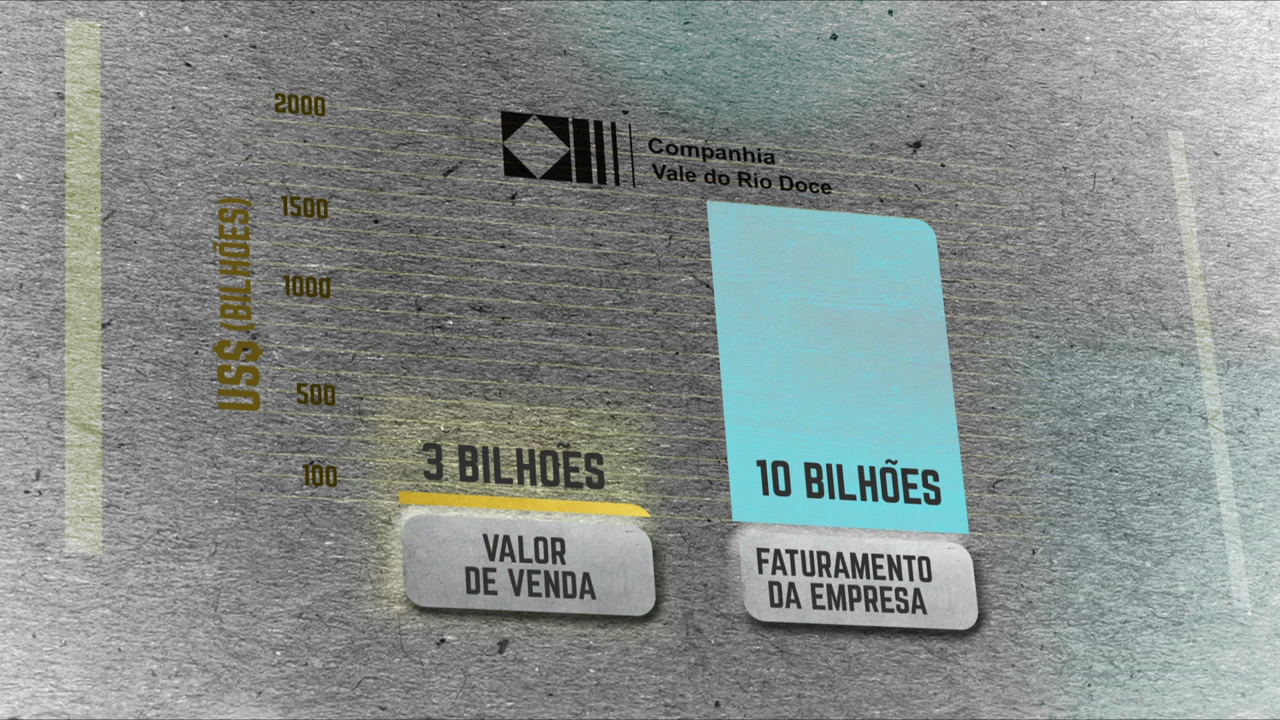 2000
1500
1000
500
100
US$ (BILHÕES)
Companhia
Vale do Rio Doce
3 BILHÕES
10 BILHÕES
VALOR
DE VENDA
FATURAMENTO
DA EMPRESA